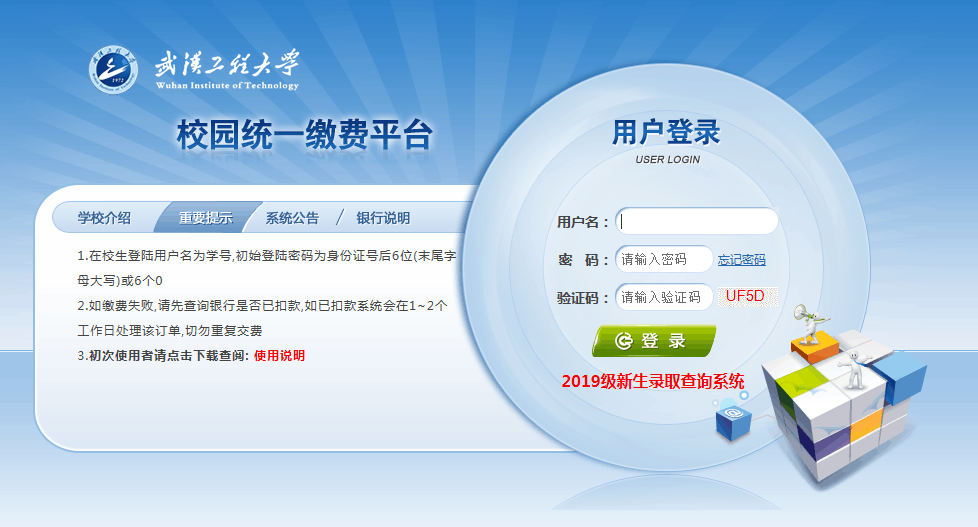 武汉工程大学
Wuhan Institute of Technology
校园统一缴费平台
学校介绍 重要提示 系统公告 / 银行说明
1.在校生登陆用户名为学号,初始登陆密码为身份证号后6位(末尾字
母大写)或6个0
2.如缴费失败,请先查询银行是否已扣款,如已扣款系统会在1~2个
工作日处理该订单,切勿重复交费
3.初次使用者请点击下载查阅: 使用说明
用户登录
USER LOGIN
用户名：
密 码： 请输入密码 忘记密码
验证码： 请输入验证码 UF5D
登 录
2019级新生录取查询系统
1972
@